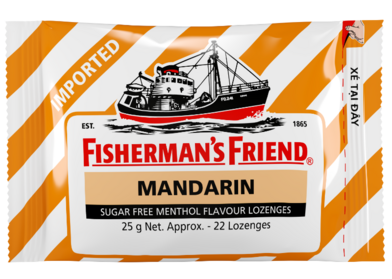 IMPORTED
EST. 1865
FISHERMAN'S FRIEND®
MANDARIN
SUGAR FREE MENTHOL FLAVOUR LOZENGES
25 g Net. Approx. - 22 Lozenges
XÉ TẠI ĐÂY